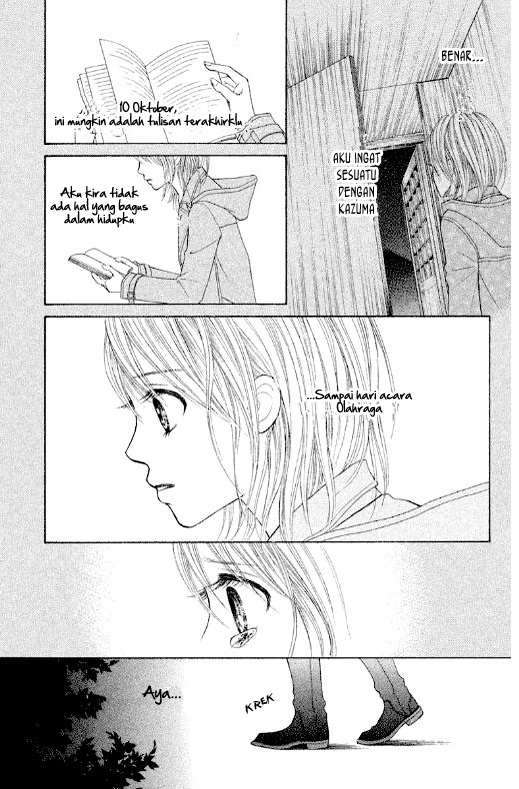 BENAR...
AKU INGAT
SESUATU
DENGAN
KAZUMA
10 Oktober,
ini mungkin adalah tulisan terakhirklu
Aku kira tidak
ada hal yang bagus
dalam hidupku
...Sampai hari acara
Olahraga
Aya...
KREK